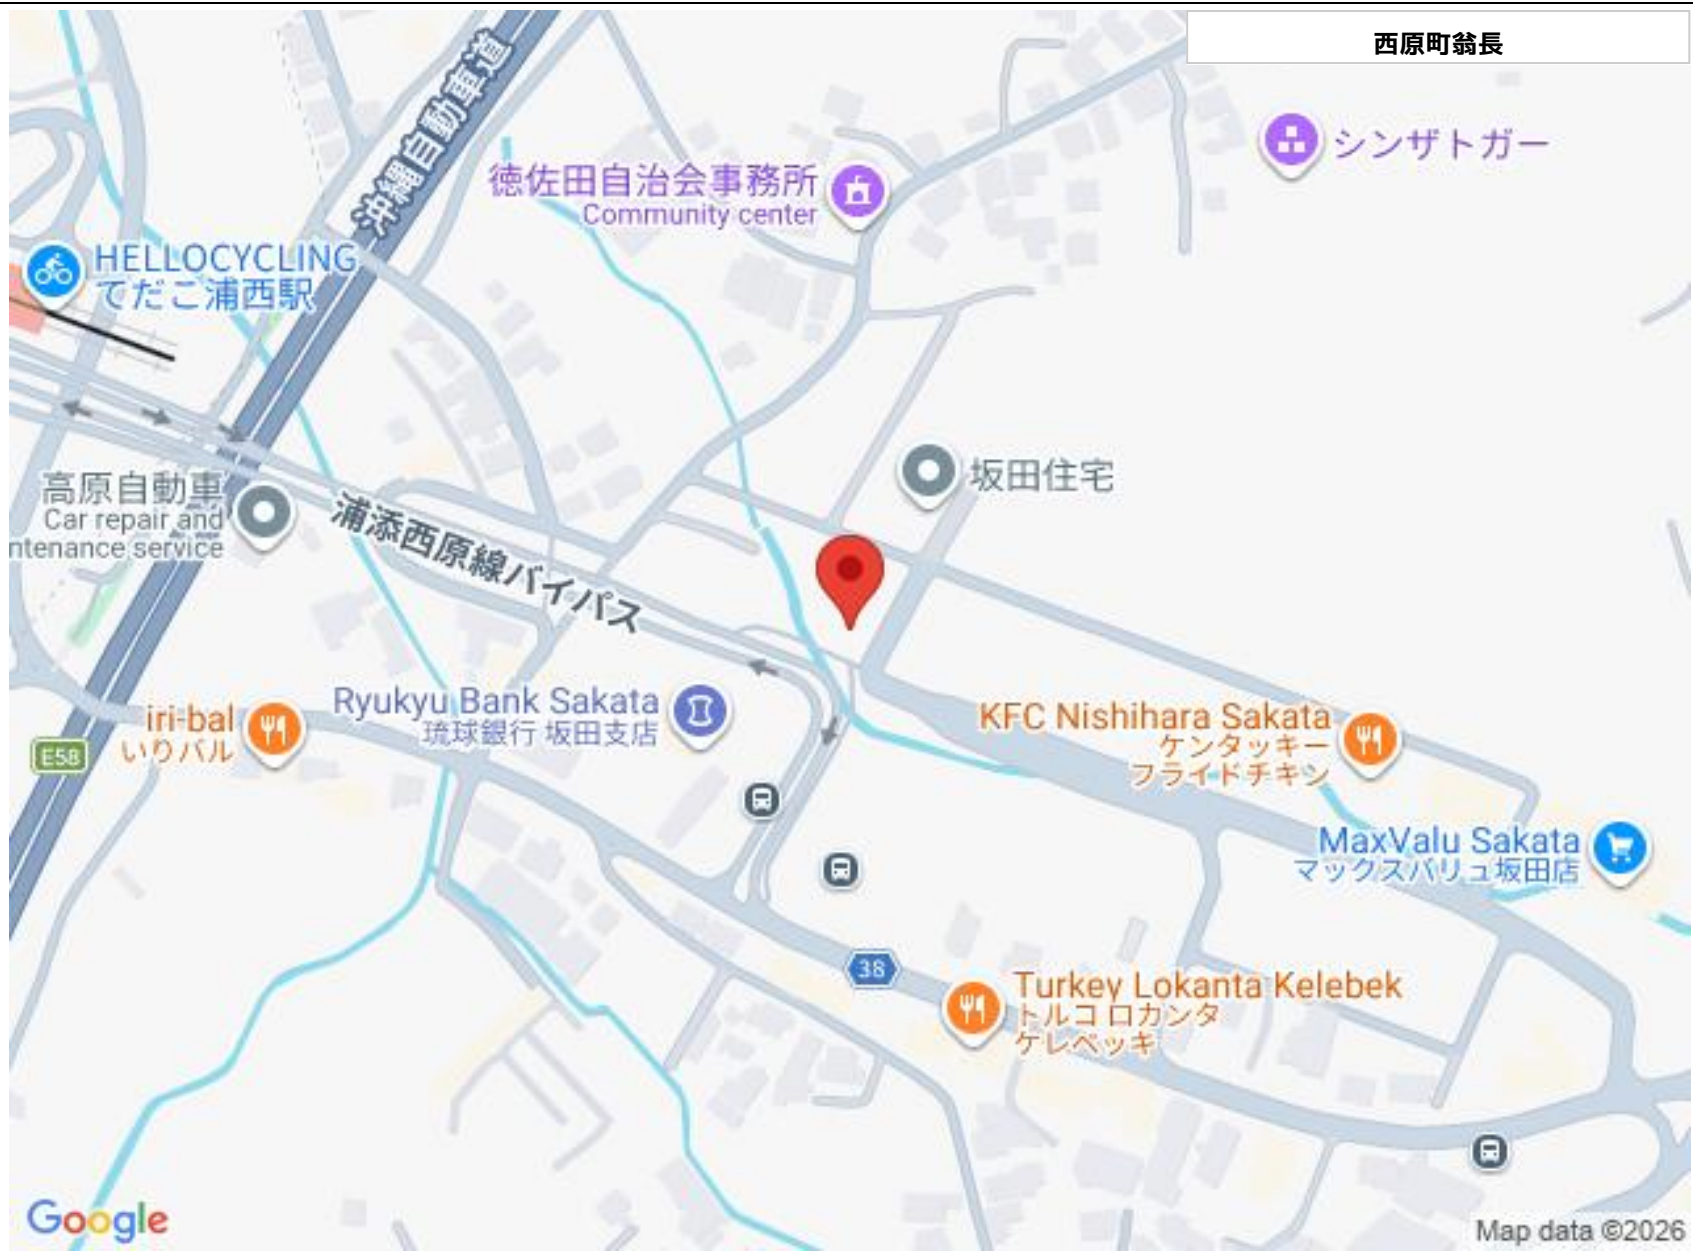 西原町翁長
沖縄自動車道
シンザトガー
徳佐田自治会事務所
Community center
HELLOCYCLING
てだこ浦西駅
坂田住宅
高原自動車
Car repair and
ntenance service
浦添西原線バイパス
Ryukyu Bank Sakata
琉球銀行 坂田支店
iri-bal
いりバル
E58
KFC Nishihara Sakata
ケンタッキー
フライドチキン
MaxValu Sakata
マックスバリュ坂田店
38
Turkey Lokanta Kelebek
トルコ ロカンタ
ケレベッキ
Google
Map data ©2026